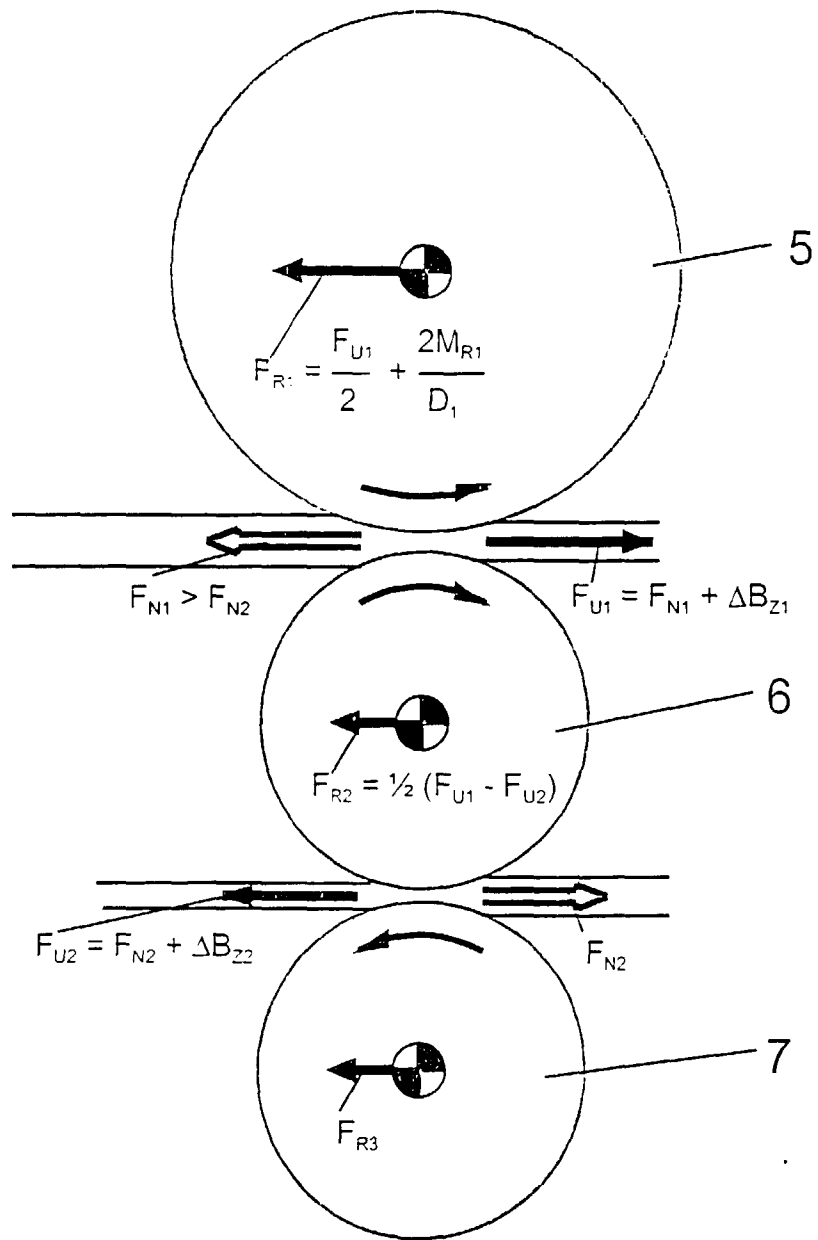 5
F_R1 = F_U1/2 + 2M_R1/D_1
F_N1 > F_N2
F_U1 = F_N1 + ΔB_Z1
6
F_R2 = ½ (F_U1 - F_U2)
F_U2 = F_N2 + ΔB_Z2
F_N2
7
F_R3